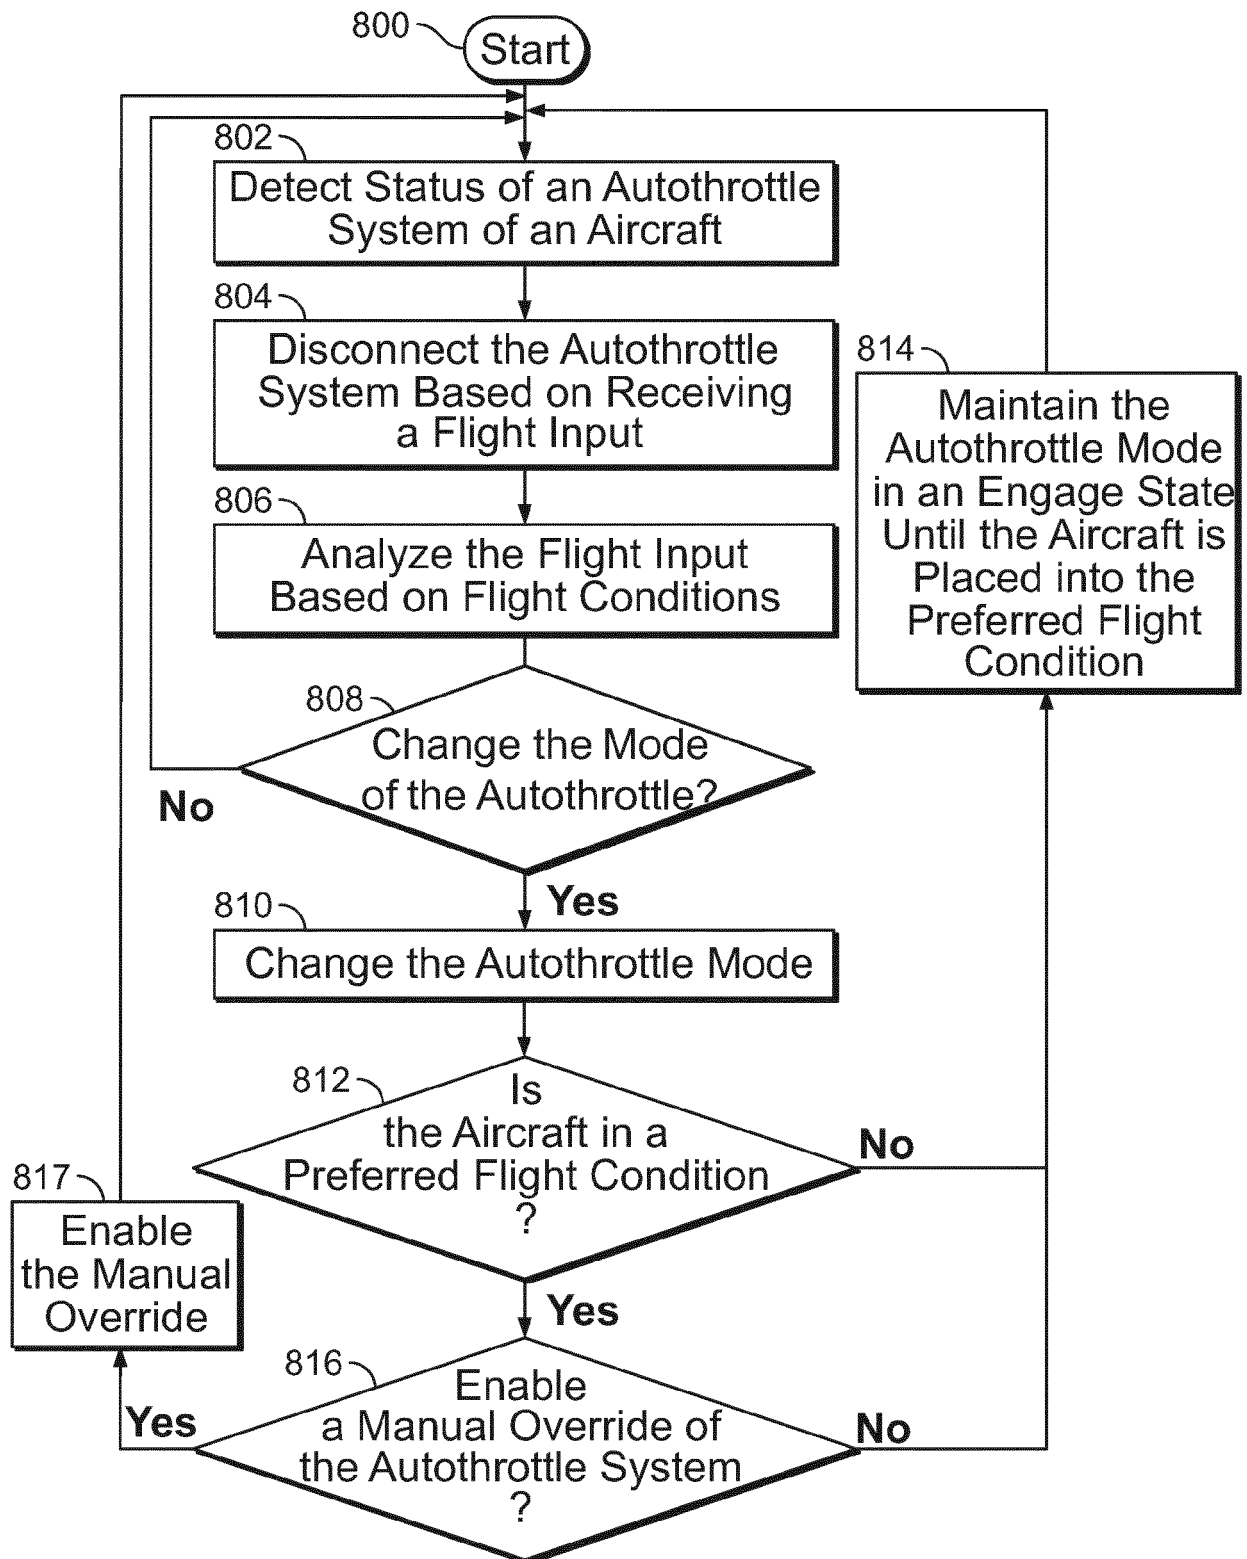 800
Start
802
Detect Status of an Autothrottle
System of an Aircraft
804
Disconnect the Autothrottle
System Based on Receiving
a Flight Input
806
Analyze the Flight Input
Based on Flight Conditions
808
Change the Mode
of the Autothrottle?
No
Yes
810
Change the Autothrottle Mode
812
Is
the Aircraft in a
Preferred Flight Condition
?
No
Yes
814
Maintain the
Autothrottle Mode
in an Engage State
Until the Aircraft is
Placed into the
Preferred Flight
Condition
816
Enable
a Manual Override of
the Autothrottle System
?
Yes
No
817
Enable
the Manual
Override